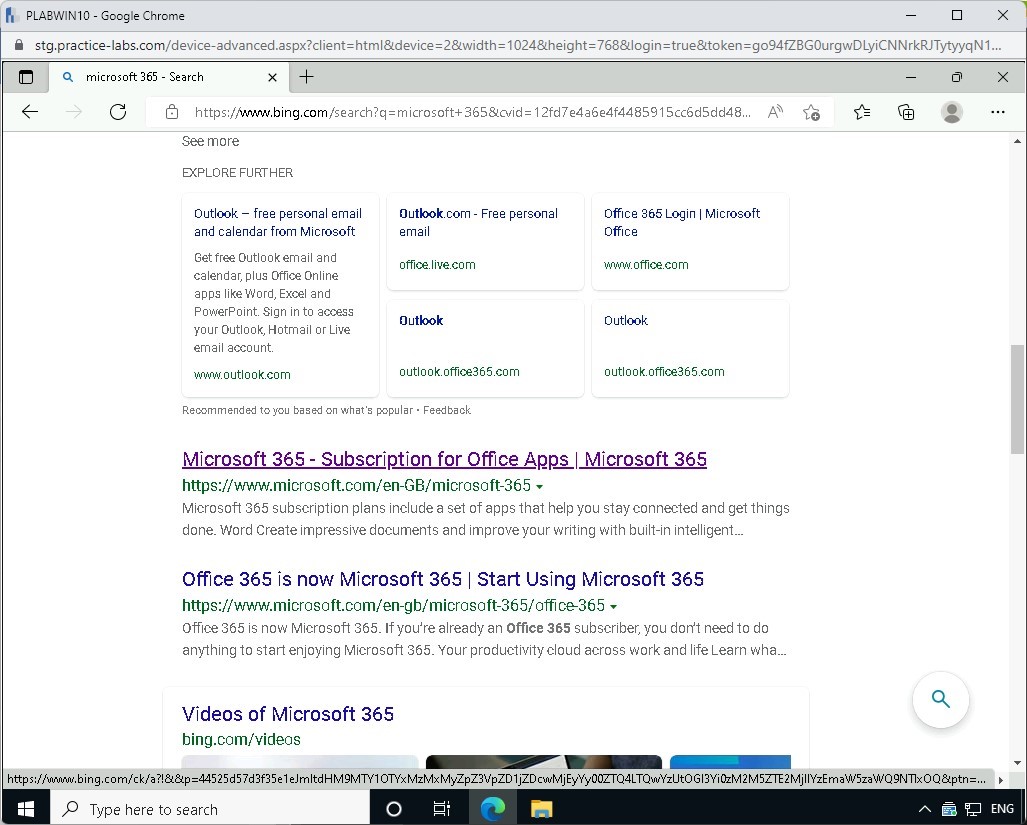 PLABWIN10 - Google Chrome
stg.practice-labs.com/device-advanced.aspx?client=html&device=2&width=1024&height=768&login=true&token=go94fZBG0urgwDLyiCNNrkRJTytyyqN1...
microsoft 365 - Search
https://www.bing.com/search?q=microsoft+365&cvid=12fd7e4a6e4f4485915cc6d5dd48...
See more
EXPLORE FURTHER
Outlook – free personal email
and calendar from Microsoft
Get free Outlook email and
calendar, plus Office Online
apps like Word, Excel and
PowerPoint. Sign in to access
your Outlook, Hotmail or Live
email account.
www.outlook.com
Outlook.com - Free personal
email
office.live.com
Office 365 Login | Microsoft
Office
www.office.com
Outlook
outlook.office365.com
Outlook
outlook.office365.com
Recommended to you based on what's popular • Feedback
Microsoft 365 - Subscription for Office Apps | Microsoft 365
https://www.microsoft.com/en-GB/microsoft-365
Microsoft 365 subscription plans include a set of apps that help you stay connected and get things
done. Word Create impressive documents and improve your writing with built-in intelligent...
Office 365 is now Microsoft 365 | Start Using Microsoft 365
https://www.microsoft.com/en-gb/microsoft-365/office-365
Office 365 is now Microsoft 365. If you're already an Office 365 subscriber, you don't need to do
anything to start enjoying Microsoft 365. Your productivity cloud across work and life Learn wha...
Videos of Microsoft 365
bing.com/videos
Type here to search
ENG